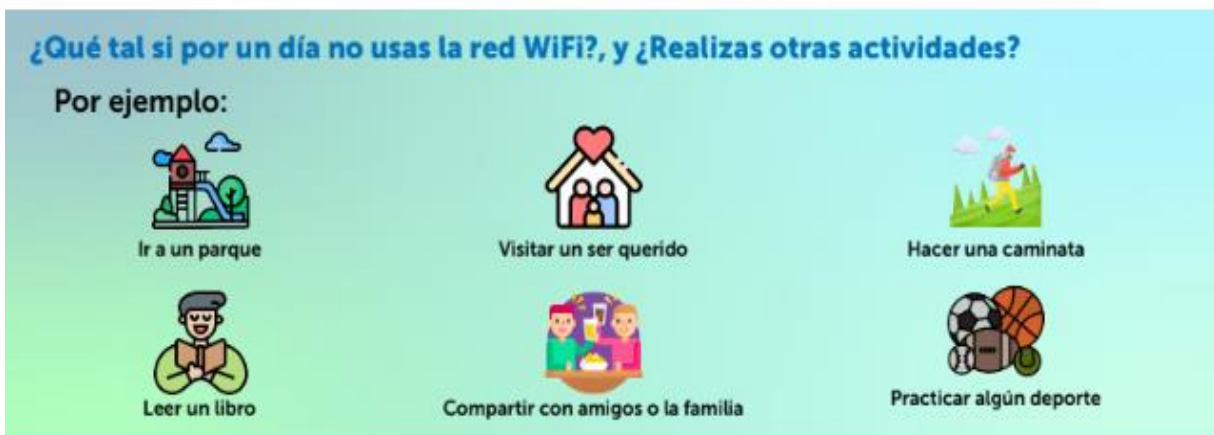 ¿Qué tal si por un día no usas la red WiFi?, y ¿Realizas otras actividades?
Por ejemplo:
Ir a un parque
Visitar un ser querido
Hacer una caminata
Leer un libro
Compartir con amigos o la familia
Practicar algún deporte